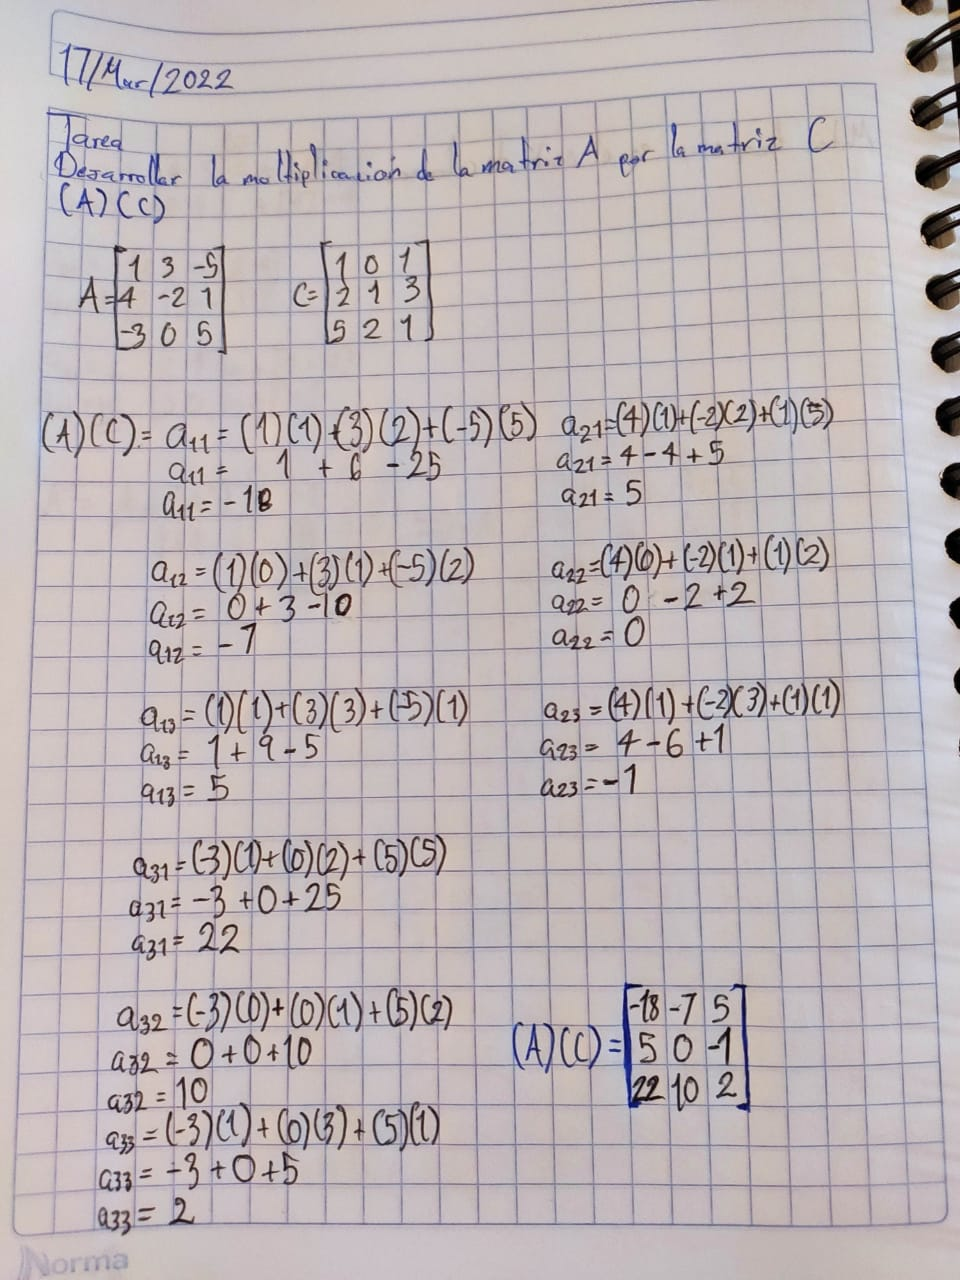 17/Mar/2022
Tarea
Desarrollar la moltiplicación de la matriz A por la matriz C
(A)(C)
A=[1 3 -5
4 -2 1
-3 0 5]
C=[1 0 1
2 1 3
5 2 1]
(A)(C)= a11 = (1)(1)+(3)(2)+(-5)(5)
a11 = 1 + 6 - 25
a11 = -18
a21=(4)(1)+(-2)(2)+(1)(5)
a21=4-4+5
a21=5
a12 =(1)(0)+(3)(1)+(-5)(2)
a12 = 0+3-10
a12 = -7
a22=(4)(0)+(-2)(1)+(1)(2)
a22= 0 -2+2
a22=0
a13=(1)(1)+(3)(3)+(-5)(1)
a13= 1+9-5
a13= 5
a23=(4)(1)+(-2)(3)+(1)(1)
a23= 4-6+1
a23=-1
a31=(-3)(1)+(0)(2)+(5)(5)
a31= -3+0+25
a31= 22
a32=(-3)(0)+(0)(1)+(5)(2)
a32 = 0+0+10
a32=10
a33=(-3)(1)+(0)(3)+(5)(1)
a33= -3+0+5
a33= 2
(A)(C)=[-18 -7 5
5 0 -1
22 10 2]
Norma